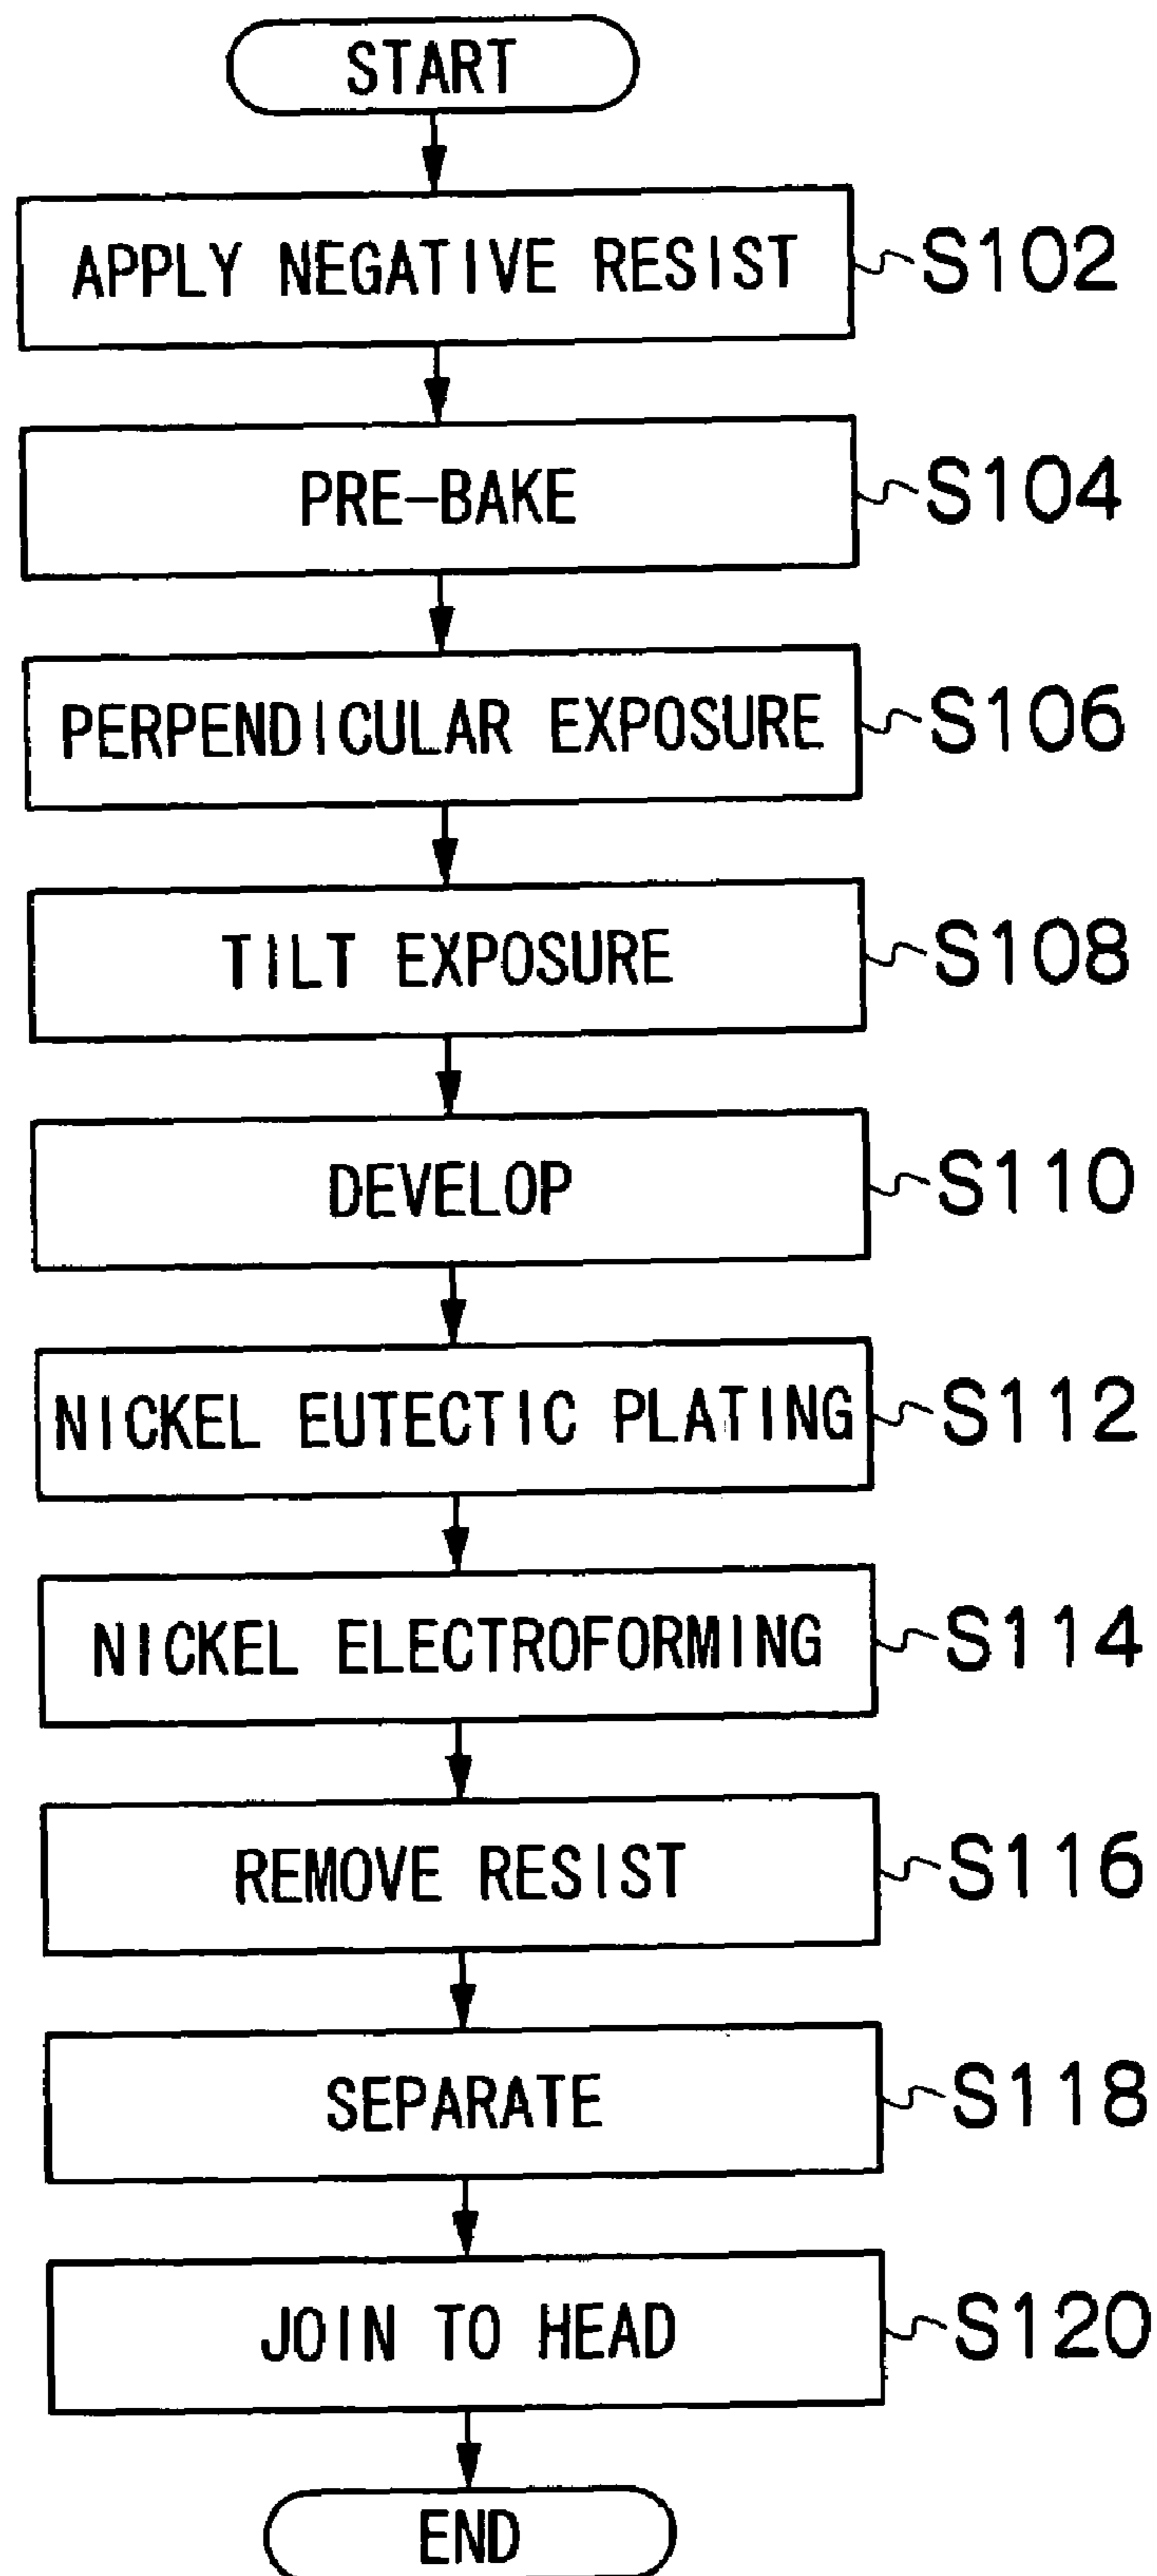 START
APPLY NEGATIVE RESIST S102
PRE-BAKE S104
PERPENDICULAR EXPOSURE S106
TILT EXPOSURE S108
DEVELOP S110
NICKEL EUTECTIC PLATING S112
NICKEL ELECTROFORMING S114
REMOVE RESIST S116
SEPARATE S118
JOIN TO HEAD S120
END